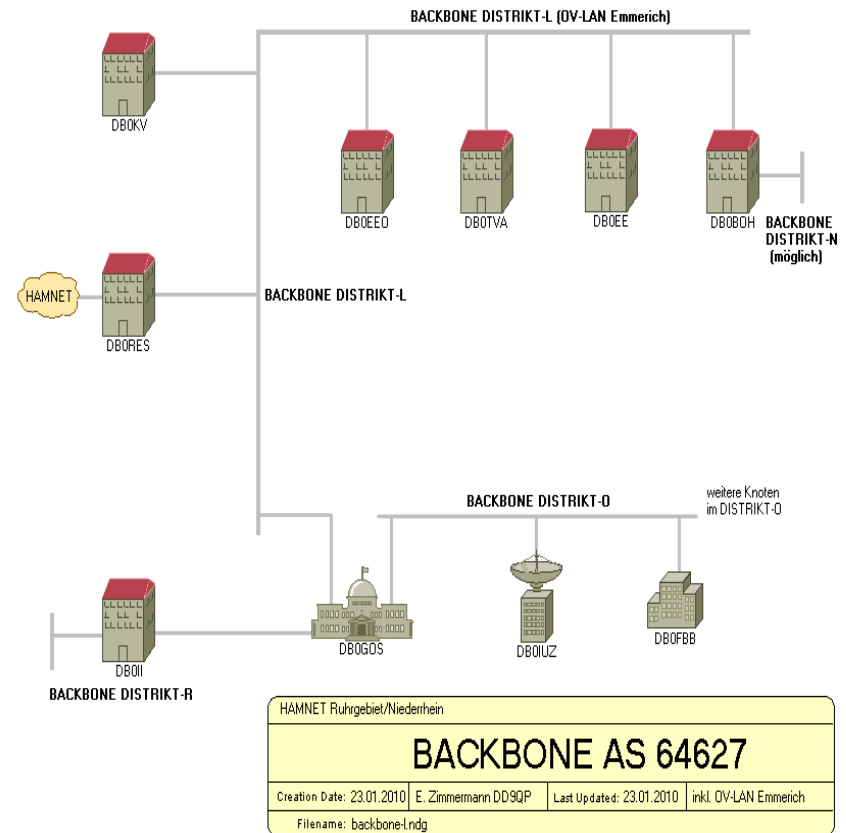 BACKBONE DISTRIKT-L (OV-LAN Emmerich)
DB0KV
DB0EEO
DB0TVA
DB0EE
DB0BOH
BACKBONE
DISTRIKT-N
(möglich)
HAMNET
DB0RES
BACKBONE DISTRIKT-L
BACKBONE DISTRIKT-O
weitere Knoten
im DISTRIKT-O
DB0II
DB0GOS
DB0IUZ
DB0FBB
BACKBONE DISTRIKT-R
HAMNET Ruhrgebiet/Niederrhein
BACKBONE AS 64627
Creation Date: 23.01.2010 E. Zimmermann DD9QP Last Updated: 23.01.2010 inkl. OV-LAN Emmerich
Filename: backbone-l.ndg